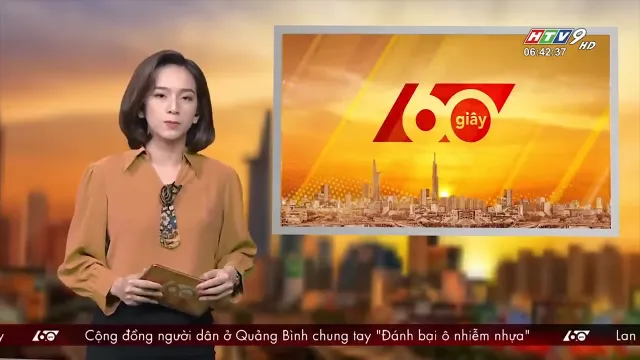 HTV9 HD
06:42:37
60 giây
60 Cộng đồng người dân ở Quảng Bình chung tay "Đánh bại ô nhiễm nhựa" 60 Lan